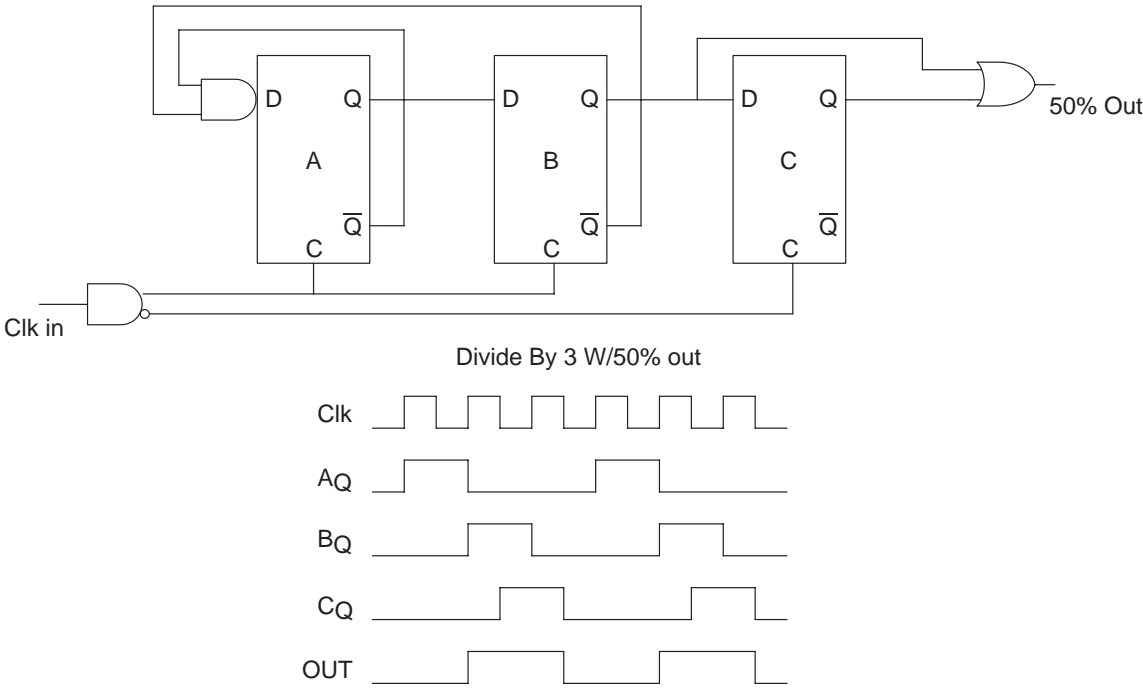 D Q
A
Q̅
C
D Q
B
Q̅
C
D Q
C
Q̅
C
50% Out
Clk in
Divide By 3 W/50% out
Clk
AQ
BQ
CQ
OUT